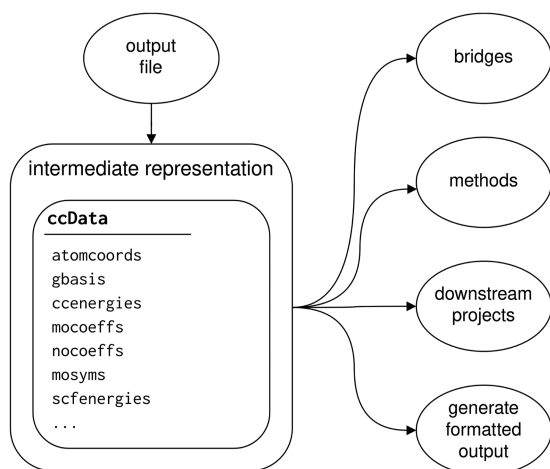 output
file
intermediate representation
ccData
atomcoords
gbasis
ccenergies
mocoeffs
nocoeffs
mosyms
scfenergies
...
bridges
methods
downstream
projects
generate
formatted
output